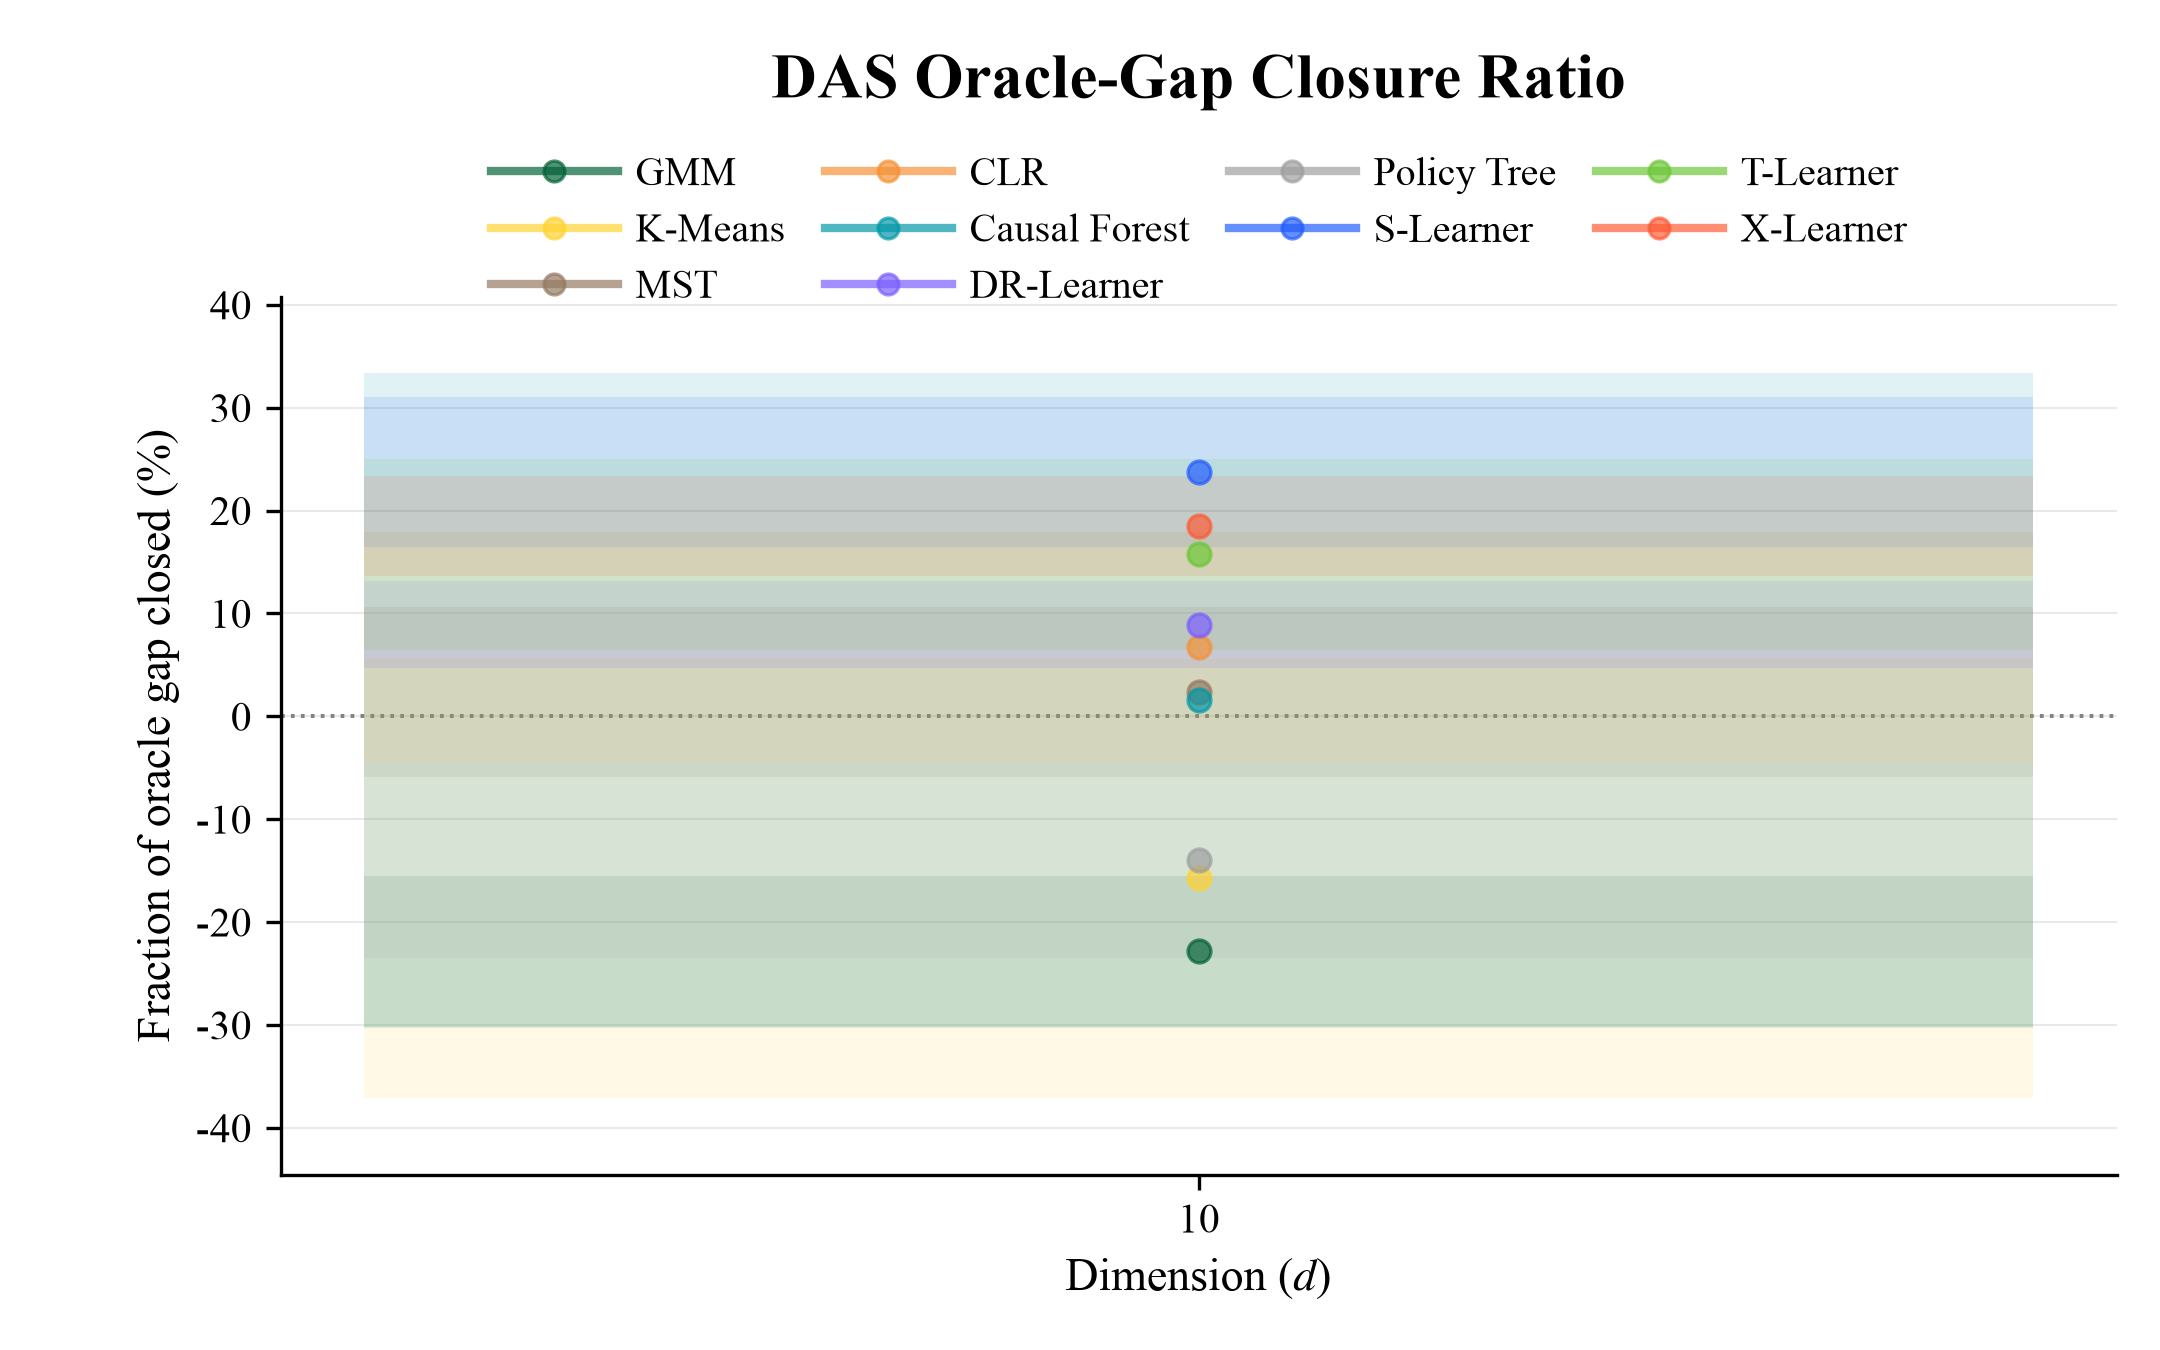 DAS Oracle-Gap Closure Ratio
GMM CLR Policy Tree T-Learner
K-Means Causal Forest S-Learner X-Learner
MST DR-Learner
Fraction of oracle gap closed (%)
40
30
20
10
0
-10
-20
-30
-40
10
Dimension (d)